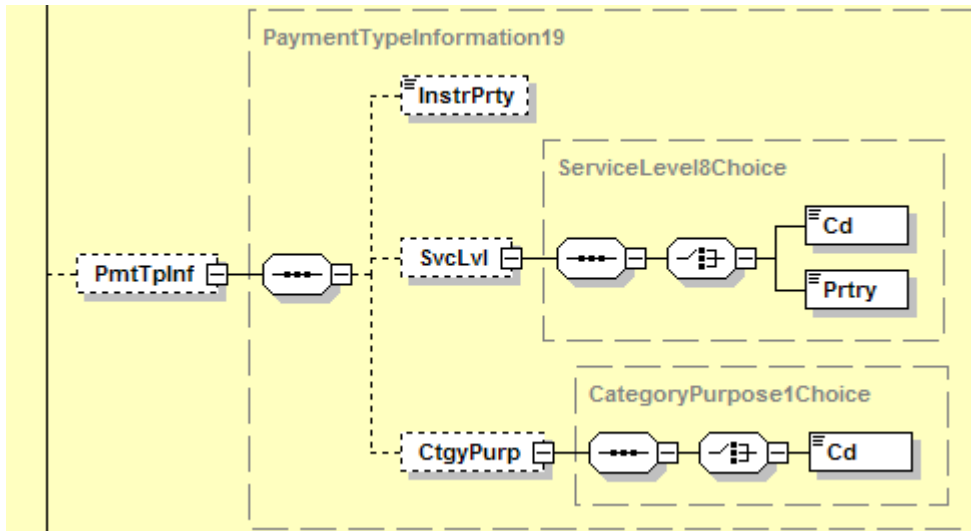 PaymentTypeInformation19
InstrPrty
ServiceLevel8Choice
Cd
PmtTpInf
SvcLvl
Prtry
CategoryPurpose1Choice
CtgyPurp
Cd